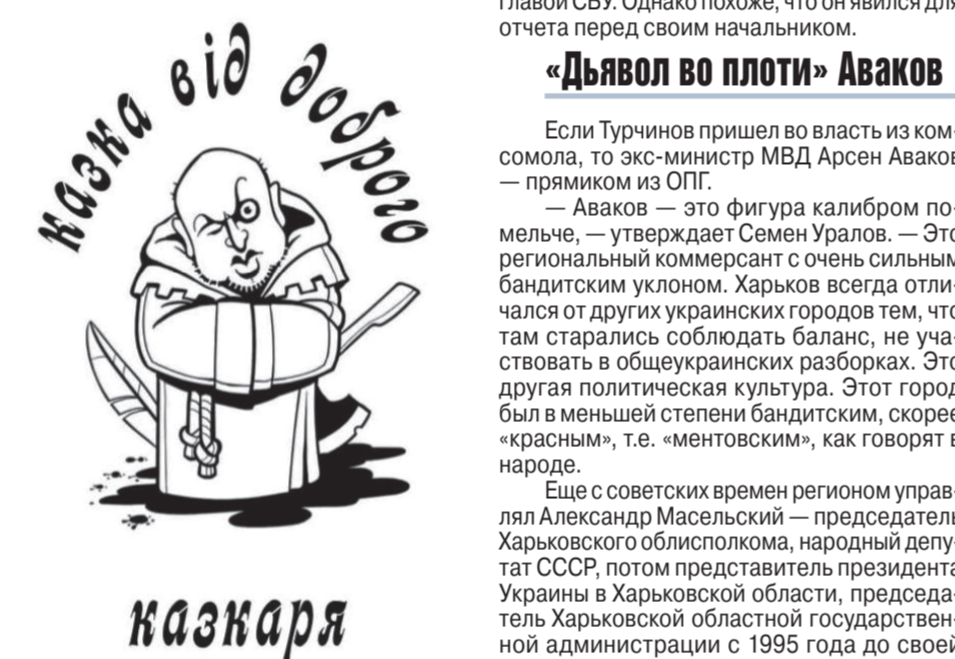 казка від доброго
казкаря
главой СБУ. Однако похоже, что он явился для
отчета перед своим начальником.
«Дьявол во плоти» Аваков
Если Турчинов пришел во власть из ком-
сомола, то экс-министр МВД Арсен Аваков
— прямиком из ОПГ.
— Аваков — это фигура калибром по-
мельче, — утверждает Семен Уралов. — Это
региональный коммерсант с очень сильным
бандитским уклоном. Харьков всегда отли-
чался от других украинских городов тем, что
там старались соблюдать баланс, не уча-
ствовать в общеукраинских разборках. Это
другая политическая культура. Этот город
был в меньшей степени бандитским, скорее
«красным», т.е. «ментовским», как говорят в
народе.
Еще с советских времен регионом управ-
лял Александр Масельский — председатель
Харьковского облисполкома, народный депу-
тат СССР, потом представитель президента
Украины в Харьковской области, председа-
тель Харьковской областной государствен-
ной администрации с 1995 года до своей